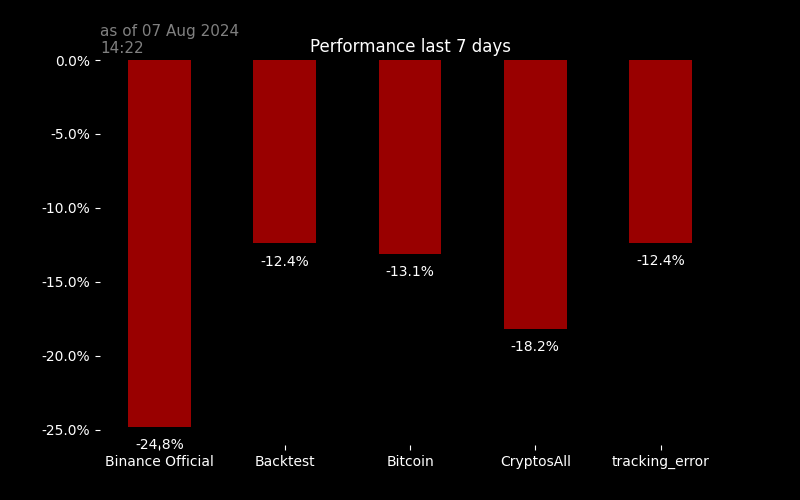 as of 07 Aug 2024
14:22
Performance last 7 days
0.0%
-5.0%
-10.0%
-15.0%
-20.0%
-25.0%
-24.8%
-12.4%
-13.1%
-18.2%
-12.4%
Binance Official
Backtest
Bitcoin
CryptosAll
tracking_error